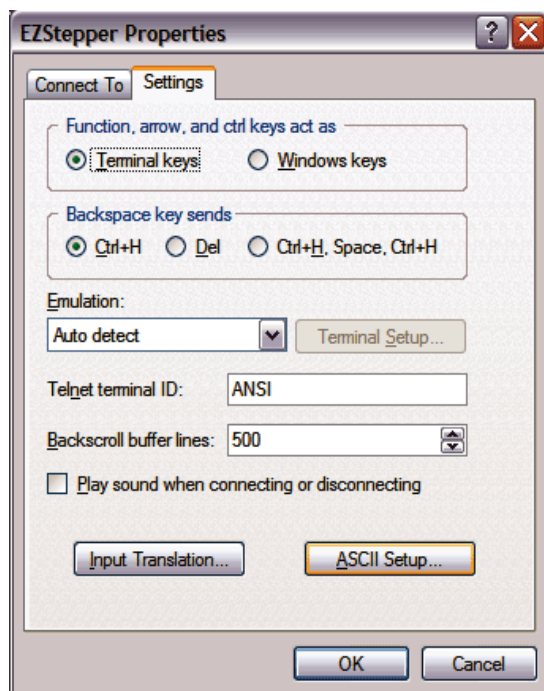 EZStepper Properties
?
Connect To Settings
Function, arrow, and ctrl keys act as
Terminal keys Windows keys
Backspace key sends
Ctrl+H Del Ctrl+H, Space, Ctrl+H
Emulation:
Auto detect Terminal Setup...
Telnet terminal ID: ANSI
Backscroll buffer lines: 500
Play sound when connecting or disconnecting
Input Translation... ASCII Setup...
OK Cancel